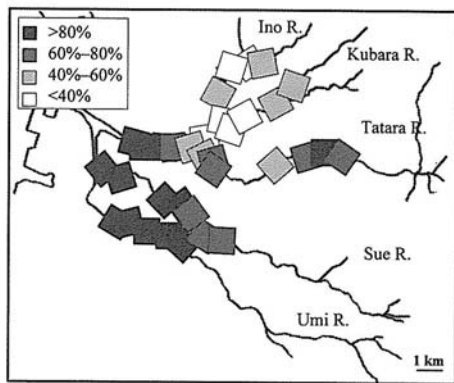 >80%
60%–80%
40%–60%
<40%
Ino R.
Kubara R.
Tatara R.
Sue R.
Umi R.
1 km